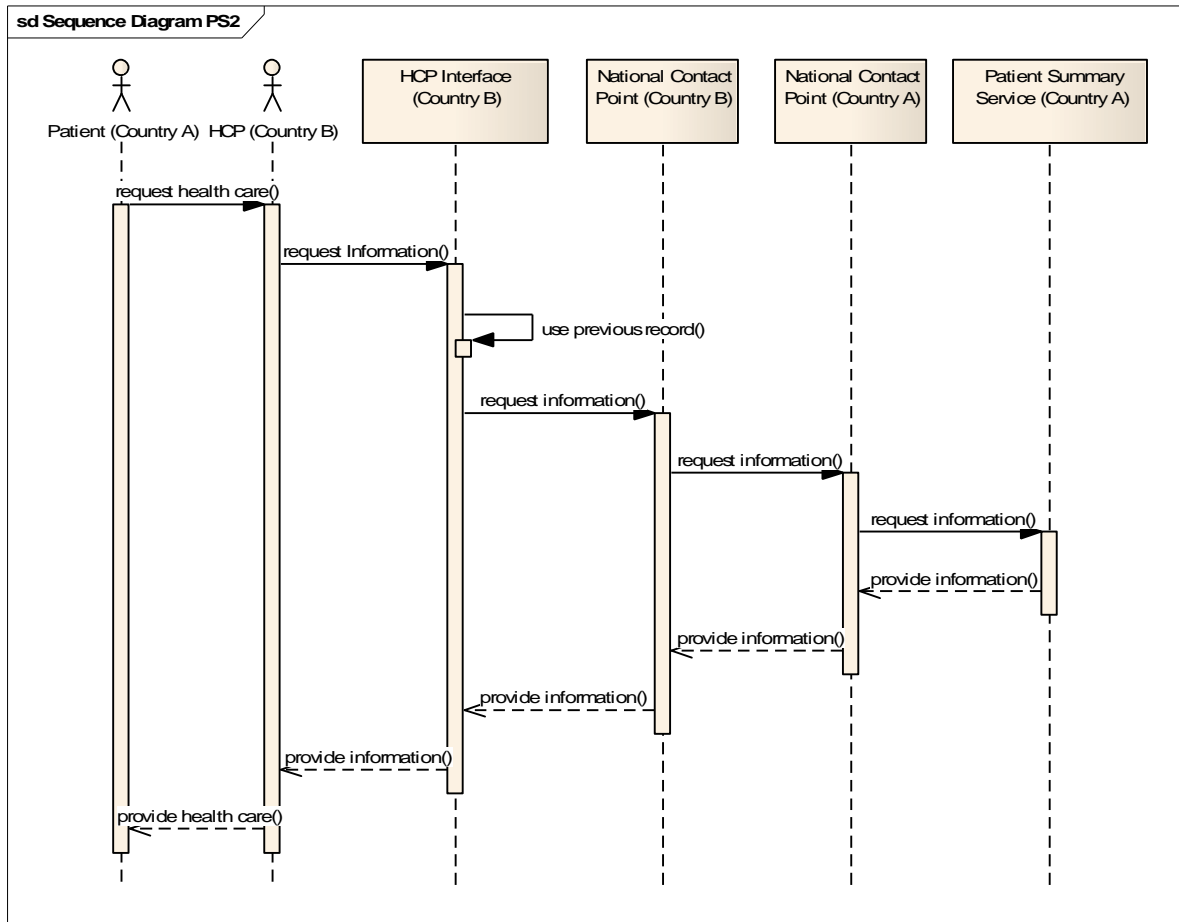 sd Sequence Diagram PS2
Patient (Country A)
HCP (Country B)
HCP Interface
(Country B)
National Contact
Point (Country B)
National Contact
Point (Country A)
Patient Summary
Service (Country A)
request health care()
request Information()
use previous record()
request information()
request information()
request information()
provide information()
provide information()
provide information()
provide information()
provide health care()